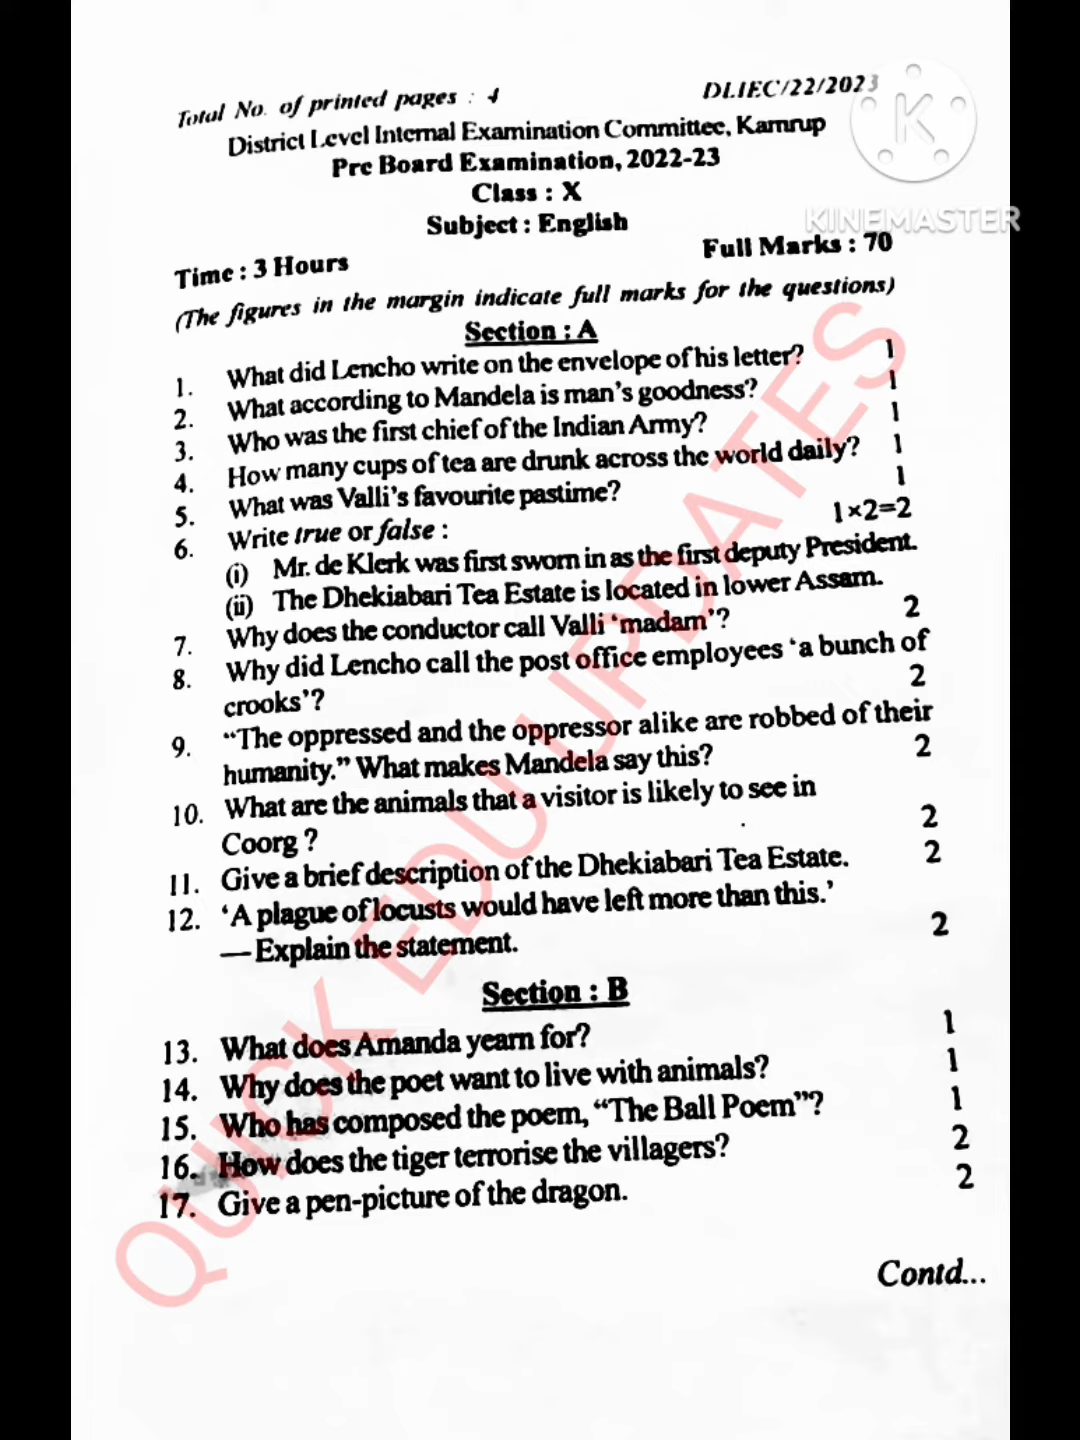 Total No. of printed pages : 4
DLIEC/22/2023
District Level Internal Examination Committee, Kamrup
Pre Board Examination, 2022-23
Class : X
Subject : English
KINEMASTER
Time : 3 Hours
Full Marks : 70
(The figures in the margin indicate full marks for the questions)
Section : A
1. What did Lencho write on the envelope of his letter? 1
2. What according to Mandela is man's goodness? 1
3. Who was the first chief of the Indian Army? 1
4. How many cups of tea are drunk across the world daily? 1
5. What was Valli's favourite pastime? 1
6. Write true or false : 1×2=2
(i) Mr. de Klerk was first sworn in as the first deputy President.
(ii) The Dhekiabari Tea Estate is located in lower Assam.
7. Why does the conductor call Valli 'madam'? 2
8. Why did Lencho call the post office employees 'a bunch of
crooks'? 2
9. "The oppressed and the oppressor alike are robbed of their
humanity." What makes Mandela say this? 2
10. What are the animals that a visitor is likely to see in
Coorg ? 2
11. Give a brief description of the Dhekiabari Tea Estate. 2
12. 'A plague of locusts would have left more than this.'
— Explain the statement. 2
Section : B
13. What does Amanda yearn for? 1
14. Why does the poet want to live with animals? 1
15. Who has composed the poem, "The Ball Poem"? 1
16. How does the tiger terrorise the villagers? 2
17. Give a pen-picture of the dragon. 2
Contd...
QUICK EDU UPDATES